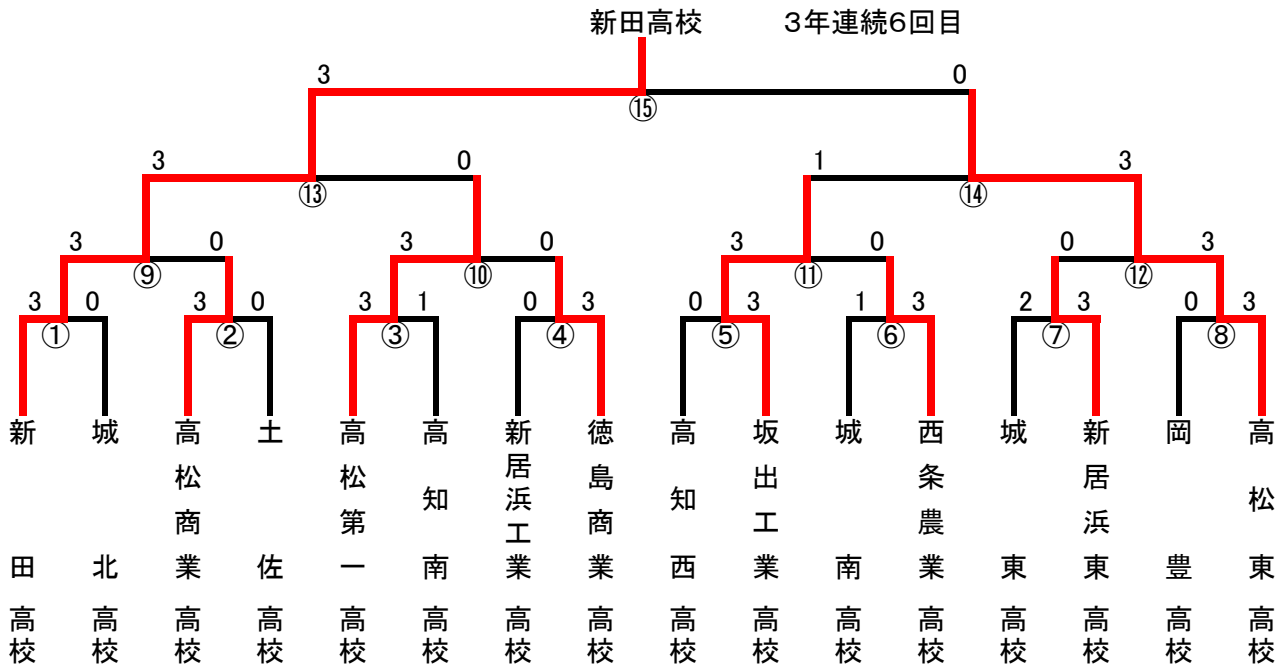 新田高校　3年連続6回目
3 0
⑮
3 0 1 3
⑬ ⑭
3 0 3 0 3 0 0 3
⑨ ⑩ ⑪ ⑫
3 0 3 0 3 1 0 3 0 3 1 3 2 3 0 3
① ② ③ ④ ⑤ ⑥ ⑦ ⑧
新田高校
城北高校
高松商業高校
土佐高校
高松第一高校
高知南高校
新居浜工業高校
徳島商業高校
高知西高校
坂出工業高校
城南高校
西条農業高校
城東高校
新居浜東高校
岡豊高校
高松東高校